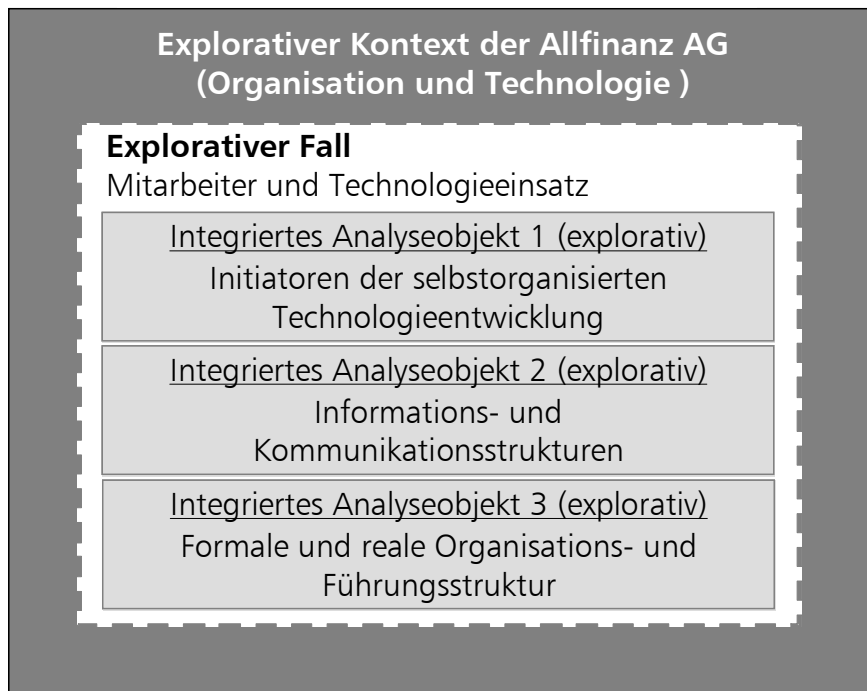 Explorativer Kontext der Allfinanz AG
(Organisation und Technologie )
Explorativer Fall
Mitarbeiter und Technologieeinsatz
Integriertes Analyseobjekt 1 (explorativ)
Initiatoren der selbstorganisierten
Technologieentwicklung
Integriertes Analyseobjekt 2 (explorativ)
Informations- und
Kommunikationsstrukturen
Integriertes Analyseobjekt 3 (explorativ)
Formale und reale Organisations- und
Führungsstruktur